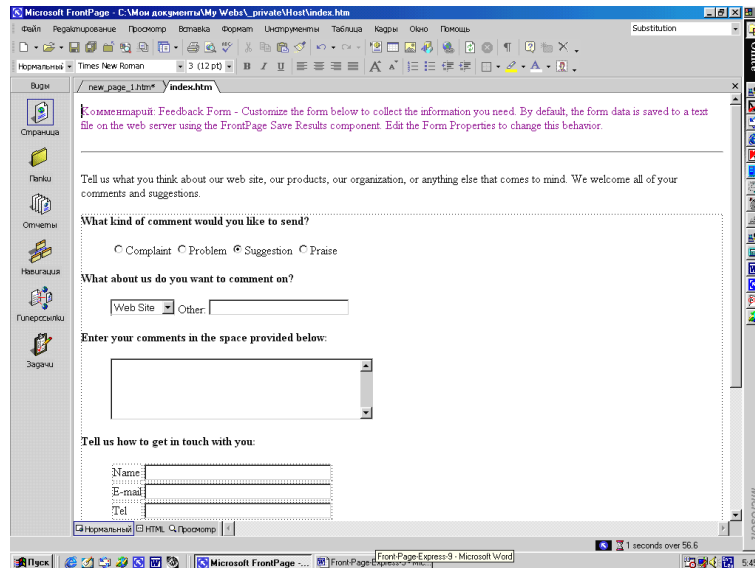 Microsoft FrontPage - C:\Мои документы\My Webs\_private\Host\index.htm
Файл Редактирование Просмотр Вставка Формат Инструменты Таблица Кадры Окно Помощь Substitution
Нормальный Times New Roman 3 (12 pt)
Виды new_page_1.htm* index.htm
Комментарий: Feedback Form - Customize the form below to collect the information you need. By default, the form data is saved to a text
file on the web server using the FrontPage Save Results component. Edit the Form Properties to change this behavior.
Страница
Папки
Tell us what you think about our web site, our products, our organization, or anything else that comes to mind. We welcome all of your
comments and suggestions.
Отчеты
What kind of comment would you like to send?
Complaint Problem Suggestion Praise
Навигация
What about us do you want to comment on?
Web Site Other:
Гиперссылки
Enter your comments in the space provided below:
Задачи
Tell us how to get in touch with you:
Name
E-mail
Tel
Нормальный HTML Просмотр
1 seconds over 56.6
Front-Page-Express-9 - Microsoft Word
Пуск Microsoft FrontPage -...
Office